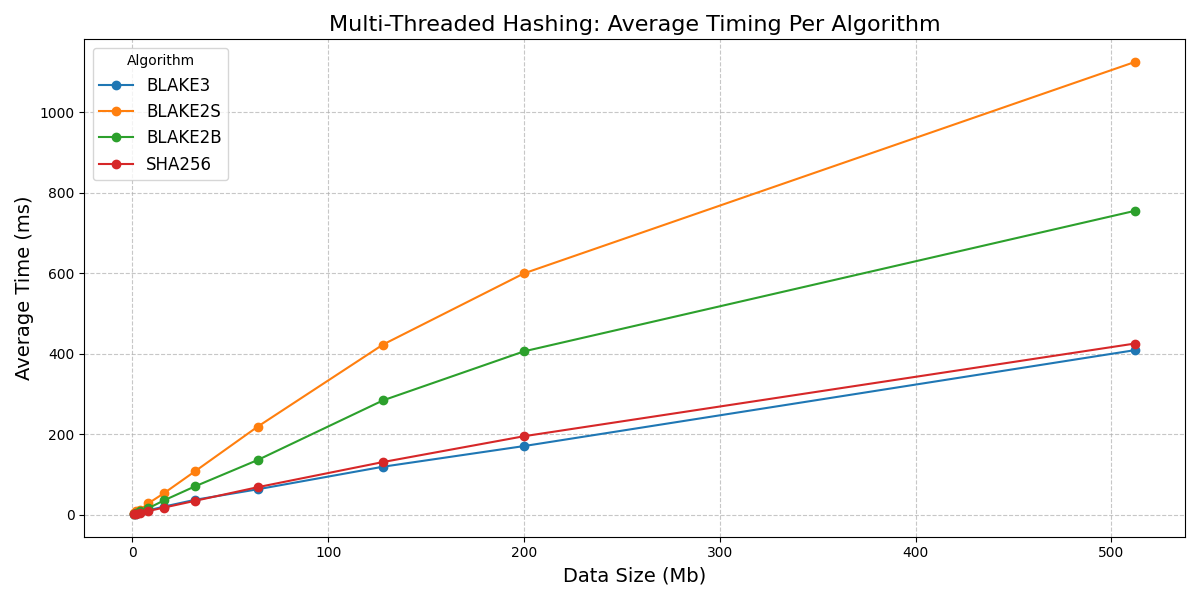 Multi-Threaded Hashing: Average Timing Per Algorithm
Algorithm
BLAKE3
BLAKE2S
BLAKE2B
SHA256
Average Time (ms)
1000
800
600
400
200
0
0 100 200 300 400 500
Data Size (Mb)